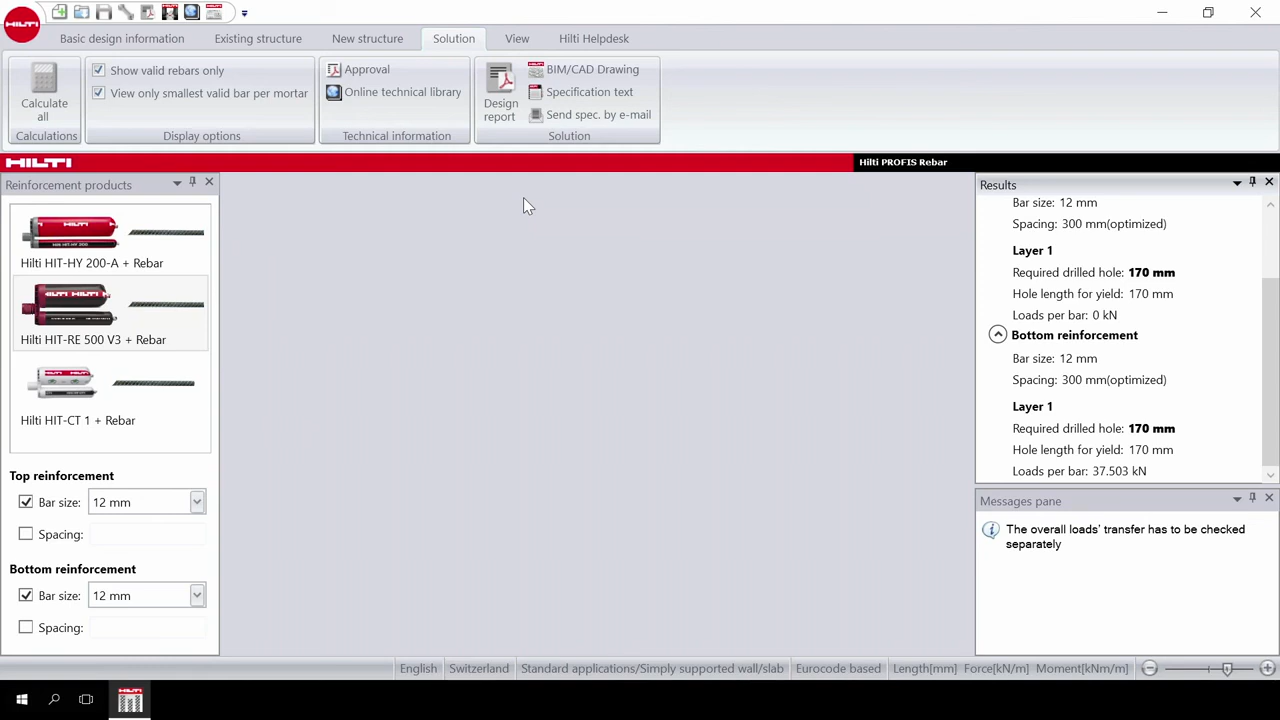 HILTI
Basic design information
Existing structure
New structure
Solution
View
Hilti Helpdesk
Calculate
all
Calculations
Show valid rebars only
View only smallest valid bar per mortar
Display options
Approval
Online technical library
Technical information
Design
report
BIM/CAD Drawing
Specification text
Send spec. by e-mail
Solution
HILTI
Hilti PROFIS Rebar
Reinforcement products
Hilti HIT-HY 200-A + Rebar
Hilti HIT-RE 500 V3 + Rebar
Hilti HIT-CT 1 + Rebar
Top reinforcement
Bar size: 12 mm
Spacing:
Bottom reinforcement
Bar size: 12 mm
Spacing:
Results
Bar size: 12 mm
Spacing: 300 mm(optimized)
Layer 1
Required drilled hole: 170 mm
Hole length for yield: 170 mm
Loads per bar: 0 kN
Bottom reinforcement
Bar size: 12 mm
Spacing: 300 mm(optimized)
Layer 1
Required drilled hole: 170 mm
Hole length for yield: 170 mm
Loads per bar: 37.503 kN
Messages pane
The overall loads' transfer has to be checked
separately
English
Switzerland
Standard applications/Simply supported wall/slab
Eurocode based
Length[mm] Force[kN/m] Moment[kNm/m]
HILTI